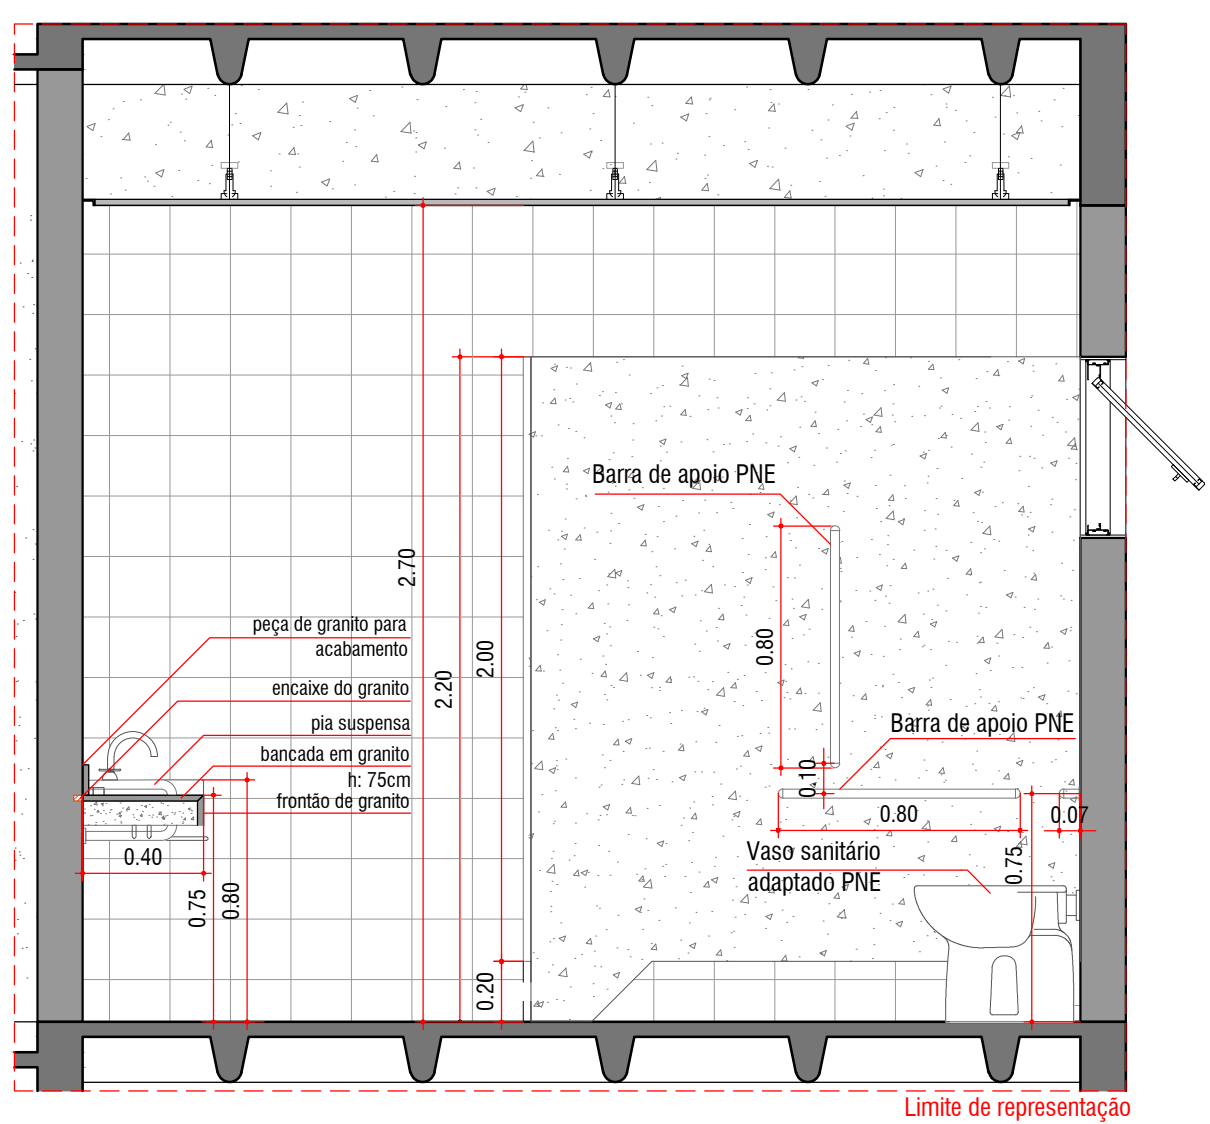 Barra de apoio PNE
2.70
0.80
peça de granito para
acabamento
2.00
2.20
encaixe do granito
pia suspensa
Barra de apoio PNE
bancada em granito
h: 75cm
frontão de granito
0.10
0.80
0.07
0.40
Vaso sanitário
adaptado PNE
0.75
0.75
0.80
0.20
Limite de representação